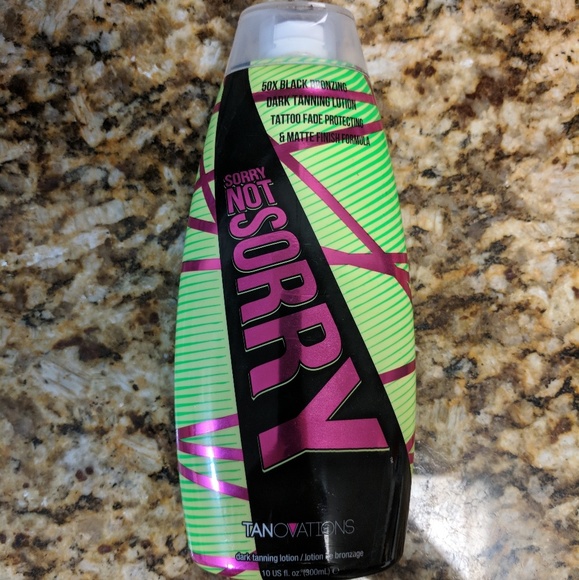 50X BLACK BRONZING
DARK TANNING LOTION
TATTOO FADE PROTECTING
& MATTE FINISH FORMULA
SORRY
NOT
SORRY
TANOVATIONS
dark tanning lotion / lotion de bronzage
10 US fl. oz. (300mL) e